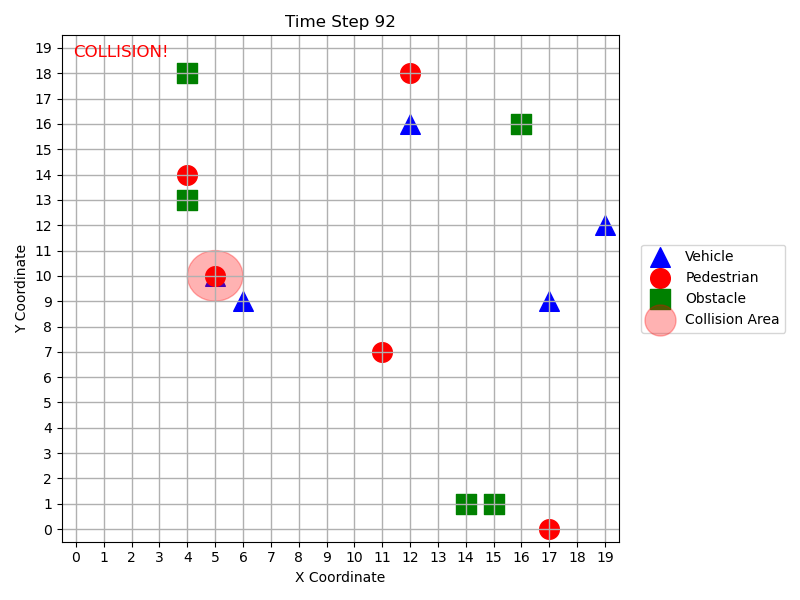 Time Step 92
COLLISION!
19
18
17
16
15
14
13
12
11
10
9
8
7
6
5
4
3
2
1
0
Y Coordinate
0 1 2 3 4 5 6 7 8 9 10 11 12 13 14 15 16 17 18 19
X Coordinate
Vehicle
Pedestrian
Obstacle
Collision Area